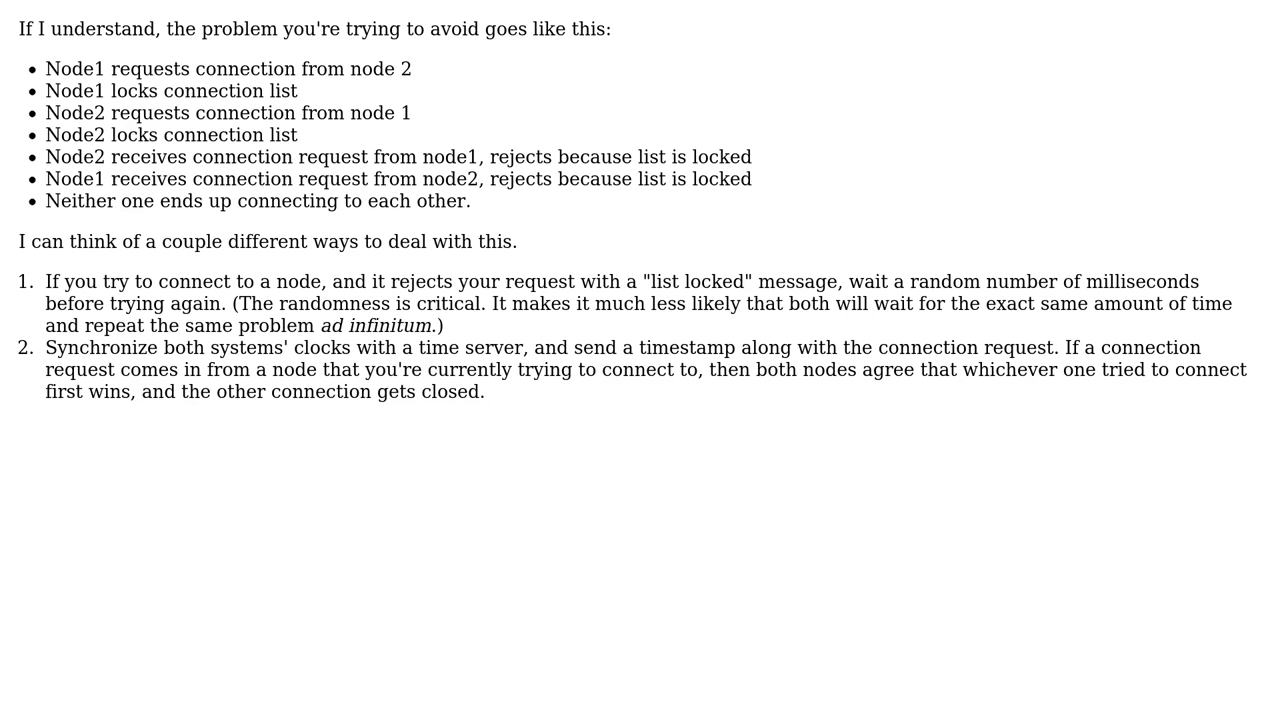 If I understand, the problem you're trying to avoid goes like this:
• Node1 requests connection from node 2
• Node1 locks connection list
• Node2 requests connection from node 1
• Node2 locks connection list
• Node2 receives connection request from node1, rejects because list is locked
• Node1 receives connection request from node2, rejects because list is locked
• Neither one ends up connecting to each other.
I can think of a couple different ways to deal with this.
1. If you try to connect to a node, and it rejects your request with a "list locked" message, wait a random number of milliseconds
before trying again. (The randomness is critical. It makes it much less likely that both will wait for the exact same amount of time
and repeat the same problem ad infinitum.)
2. Synchronize both systems' clocks with a time server, and send a timestamp along with the connection request. If a connection
request comes in from a node that you're currently trying to connect to, then both nodes agree that whichever one tried to connect
first wins, and the other connection gets closed.